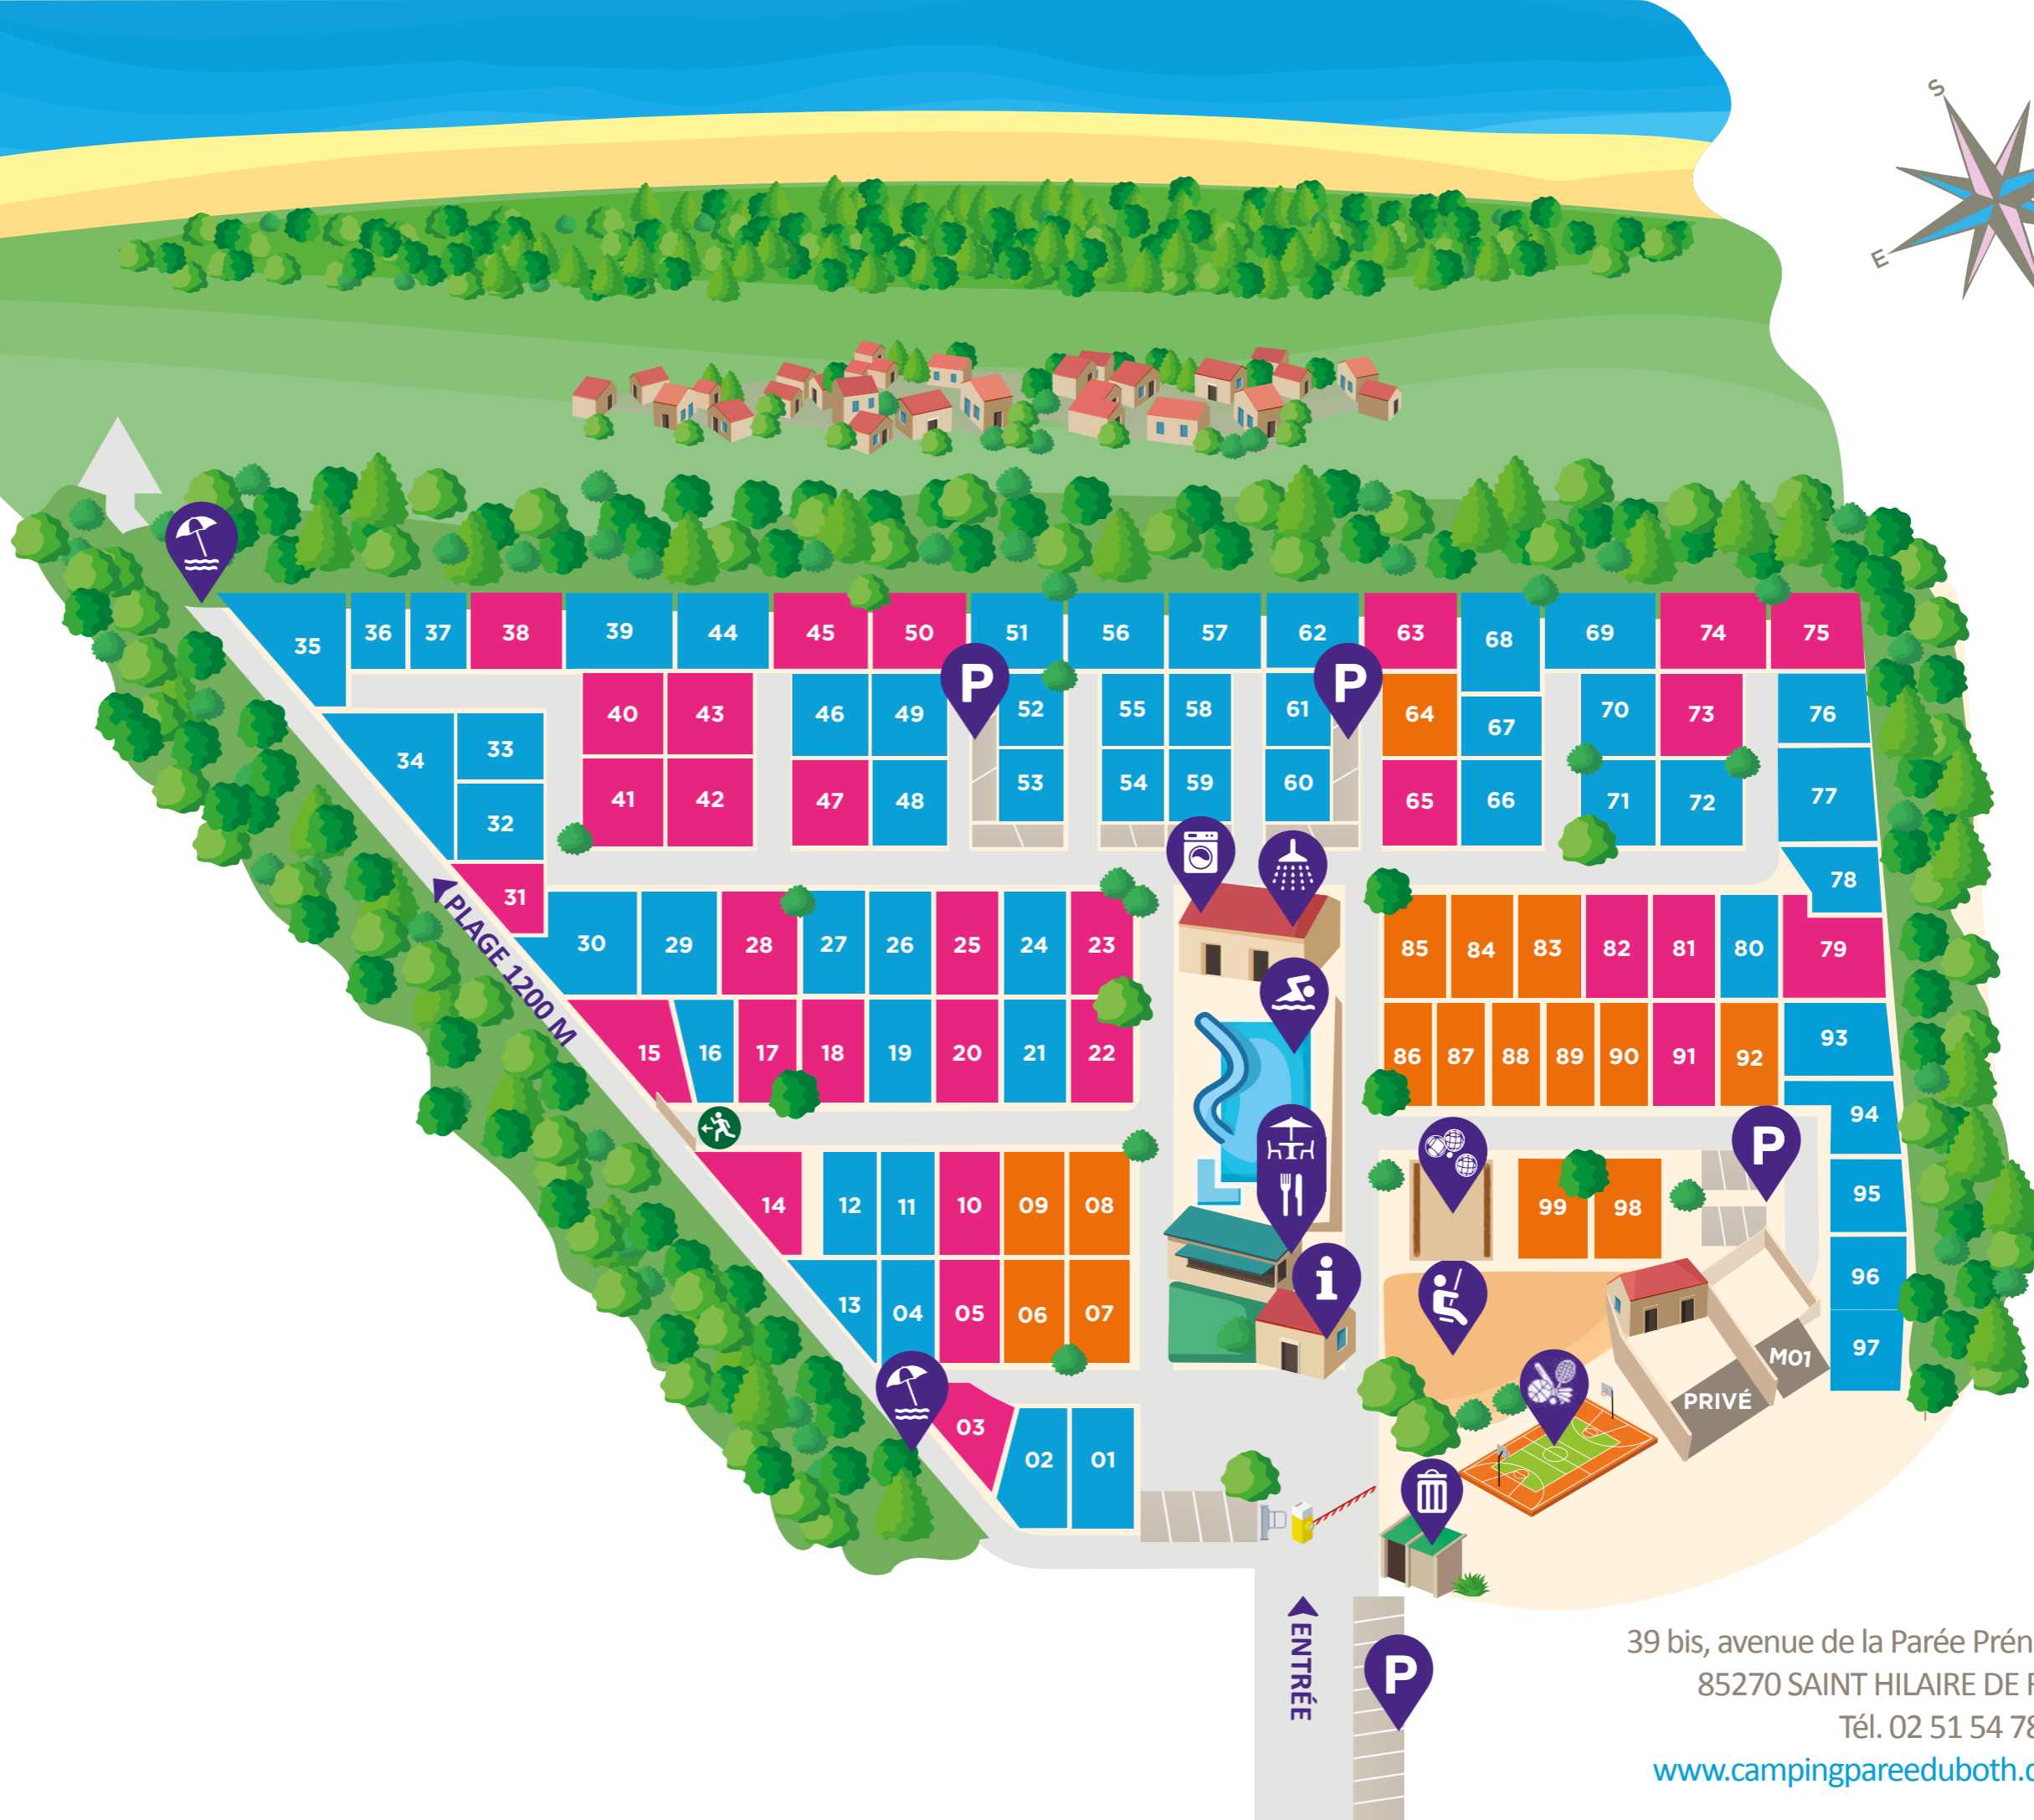 S
E
35 36 37 38 39 44 45 50 51 56 57 62 63 68 69 74 75
P P
40 43 46 49 52 55 58 61 64 67 70 73 76
34 33
41 42 47 48 53 54 59 60 65 66 71 72 77
32
31
78
PLAGE 1200 M
30 29 28 27 26 25 24 23 85 84 83 82 81 80 79
15 16 17 18 19 20 21 22 86 87 88 89 90 91 92 93
94
P
14 12 11 10 09 08 99 98 95
13 04 05 06 07 i 96
97
M01
PRIVÉ
03
02 01
ENTRÉE
P
39 bis, avenue de la Parée
85270 SAINT HILAIRE DE
Tél. 02 51 54 78
www.campingpareeduboth.